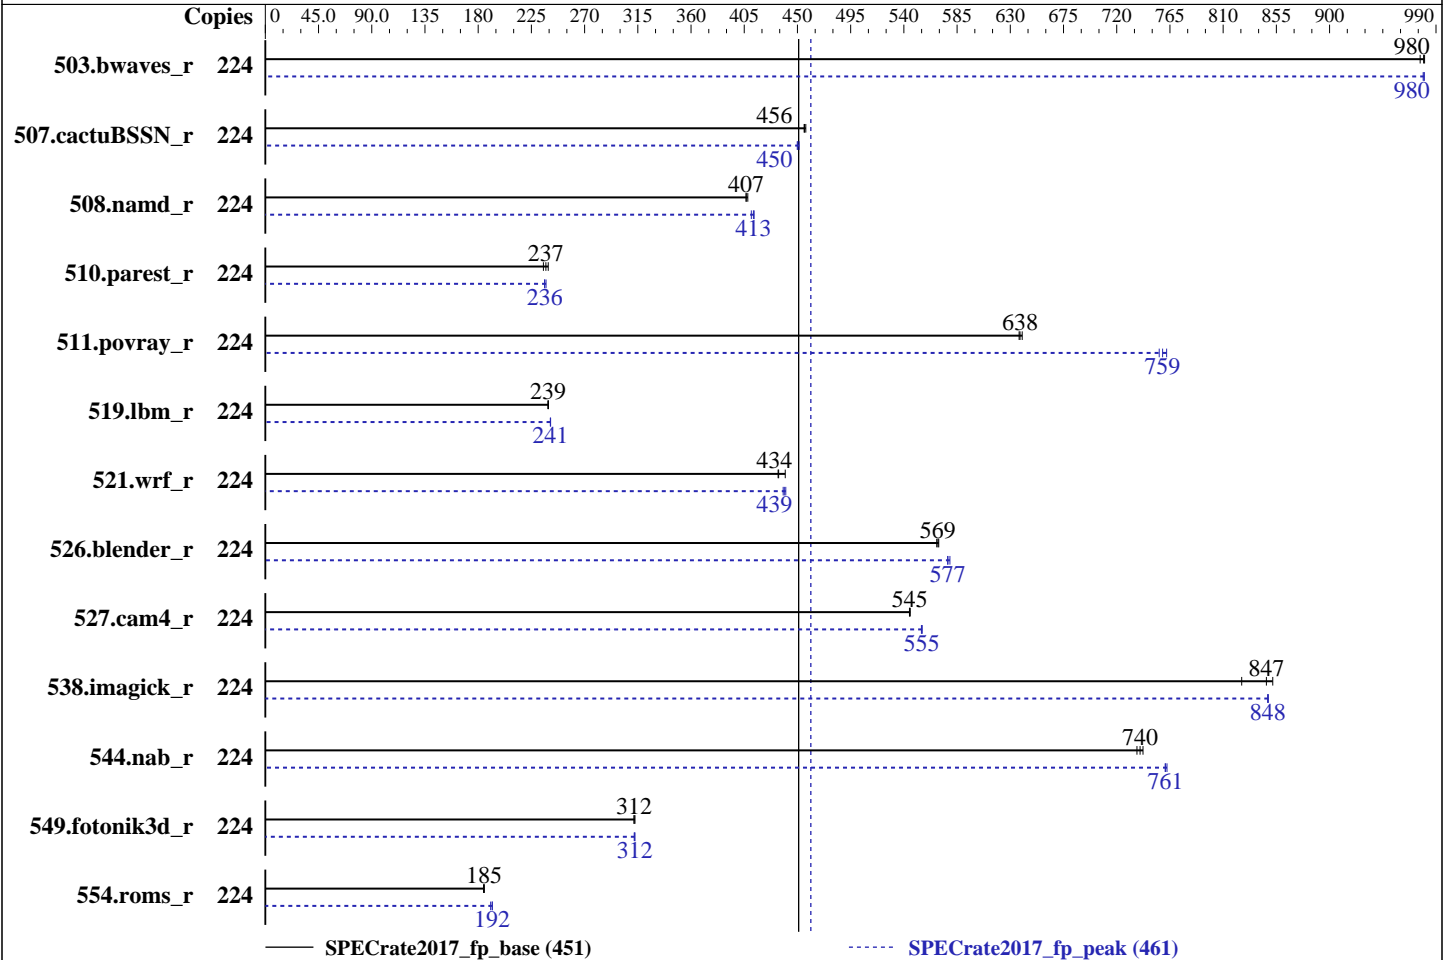 Copies 0 45.0 90.0 135 180 225 270 315 360 405 450 495 540 585 630 675 720 765 810 855 900 990
980
503.bwaves_r 224
980
456
507.cactuBSSN_r 224
450
407
508.namd_r 224
413
237
510.parest_r 224
236
638
511.povray_r 224
759
239
519.lbm_r 224
241
434
521.wrf_r 224
439
569
526.blender_r 224
577
545
527.cam4_r 224
555
847
538.imagick_r 224
848
740
544.nab_r 224
761
312
549.fotonik3d_r 224
312
185
554.roms_r 224
192
SPECrate2017_fp_base (451) SPECrate2017_fp_peak (461)